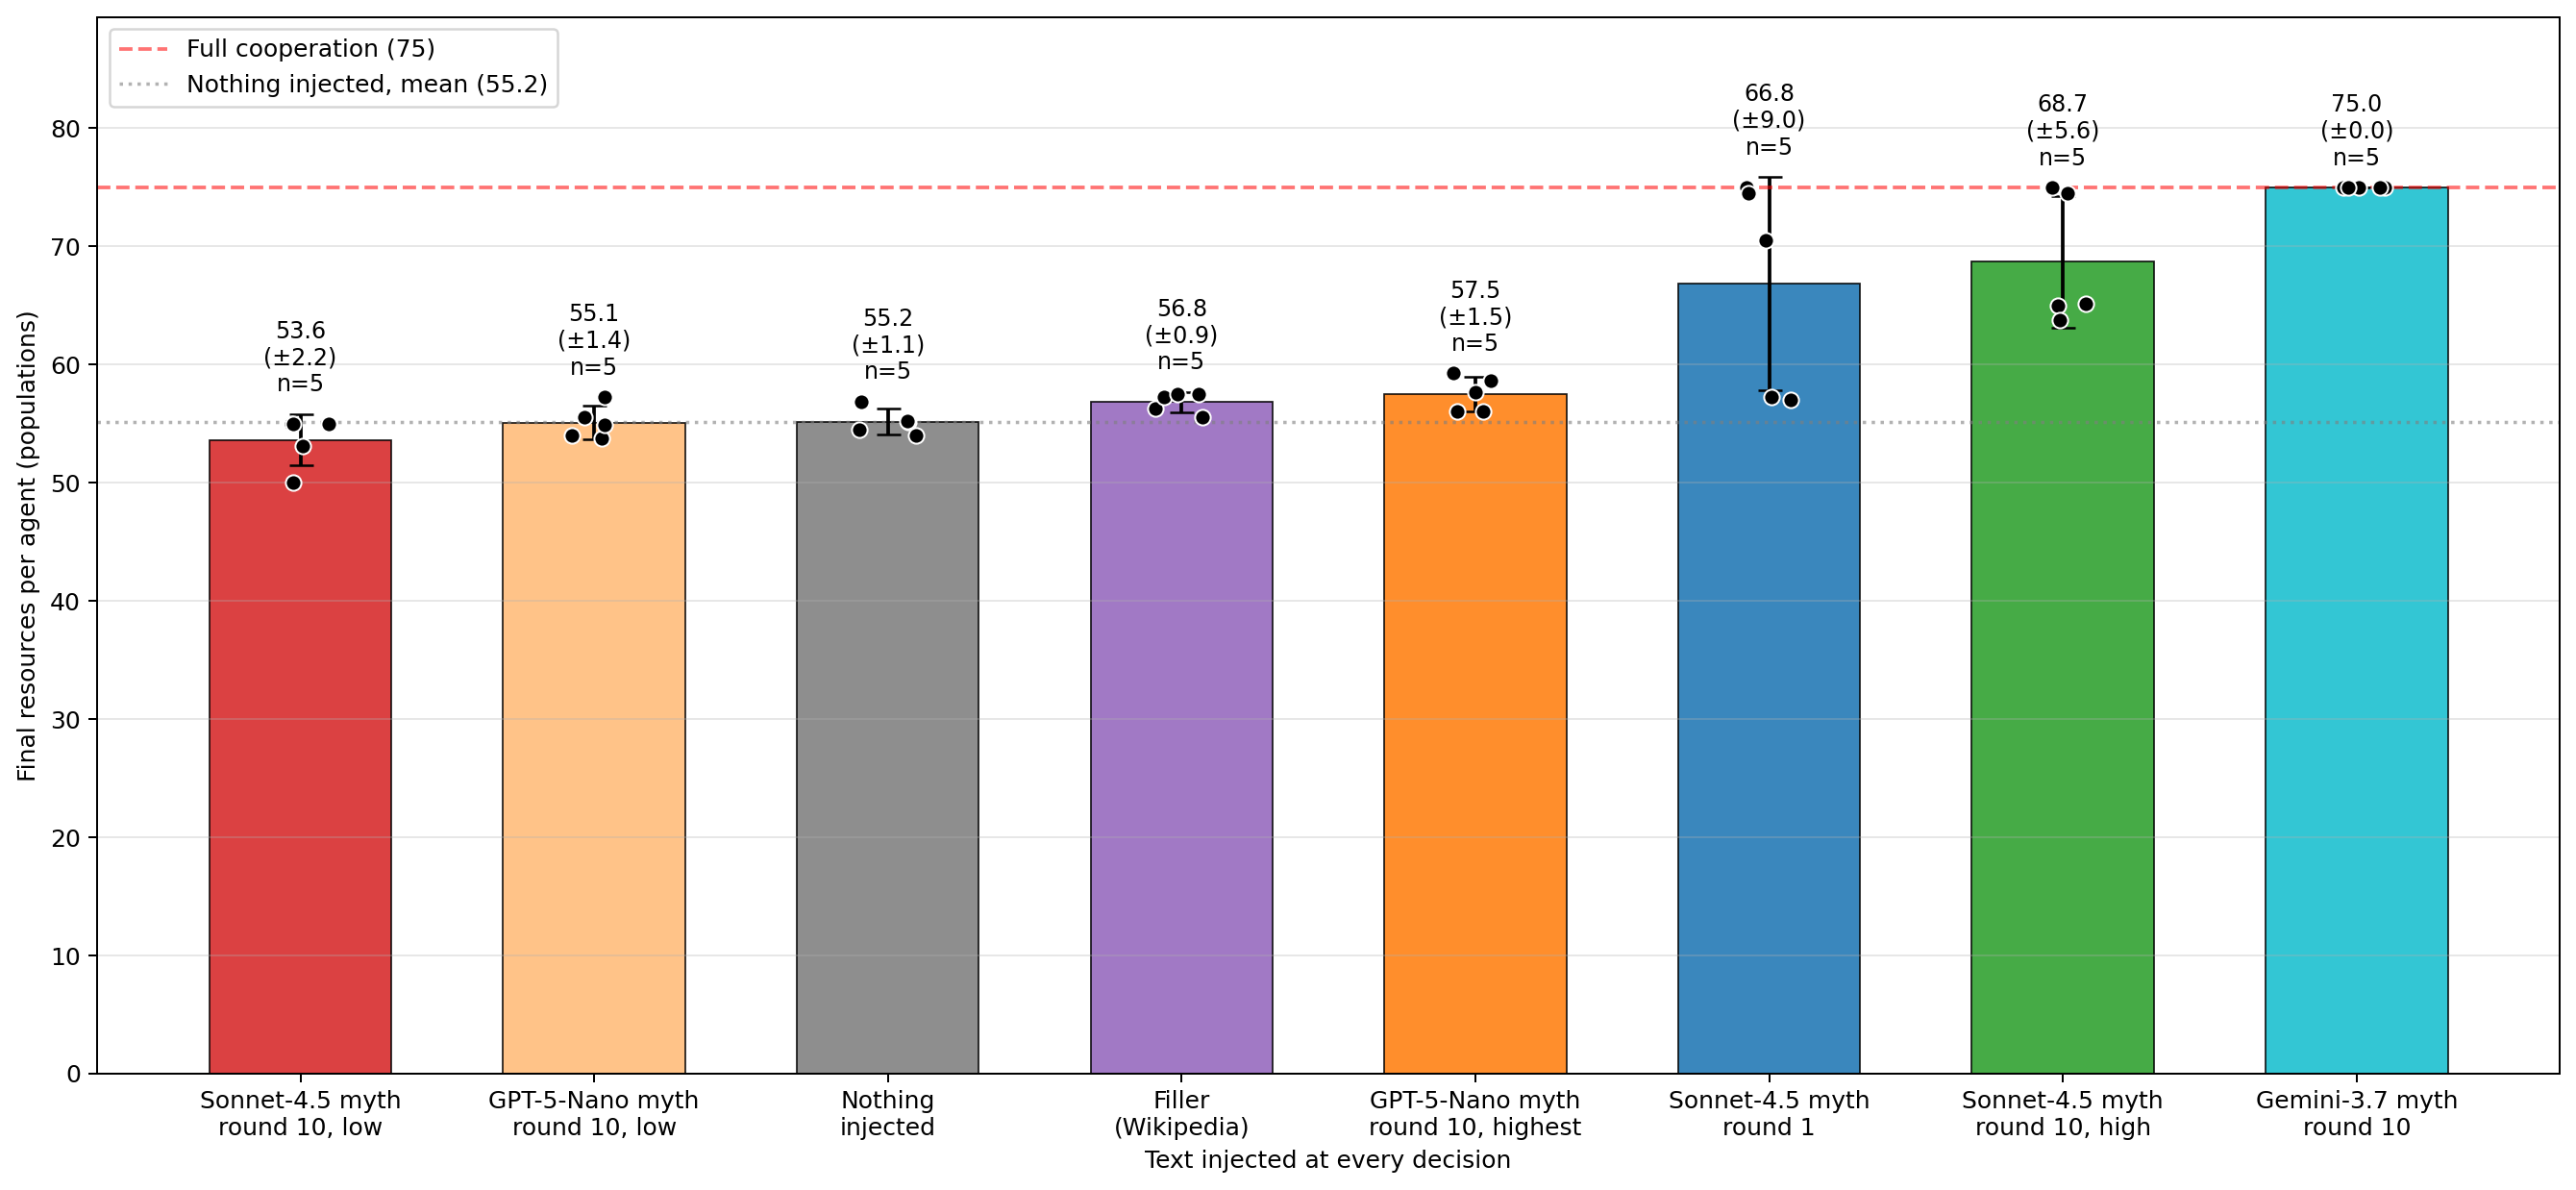 Full cooperation (75)
Nothing injected, mean (55.2)
Final resources per agent (populations)
80
70
60
50
40
30
20
10
0
53.6
(±2.2)
n=5
55.1
(±1.4)
n=5
55.2
(±1.1)
n=5
56.8
(±0.9)
n=5
57.5
(±1.5)
n=5
66.8
(±9.0)
n=5
68.7
(±5.6)
n=5
75.0
(±0.0)
n=5
Sonnet-4.5 myth
round 10, low
GPT-5-Nano myth
round 10, low
Nothing
injected
Filler
(Wikipedia)
GPT-5-Nano myth
round 10, highest
Sonnet-4.5 myth
round 1
Sonnet-4.5 myth
round 10, high
Gemini-3.7 myth
round 10
Text injected at every decision